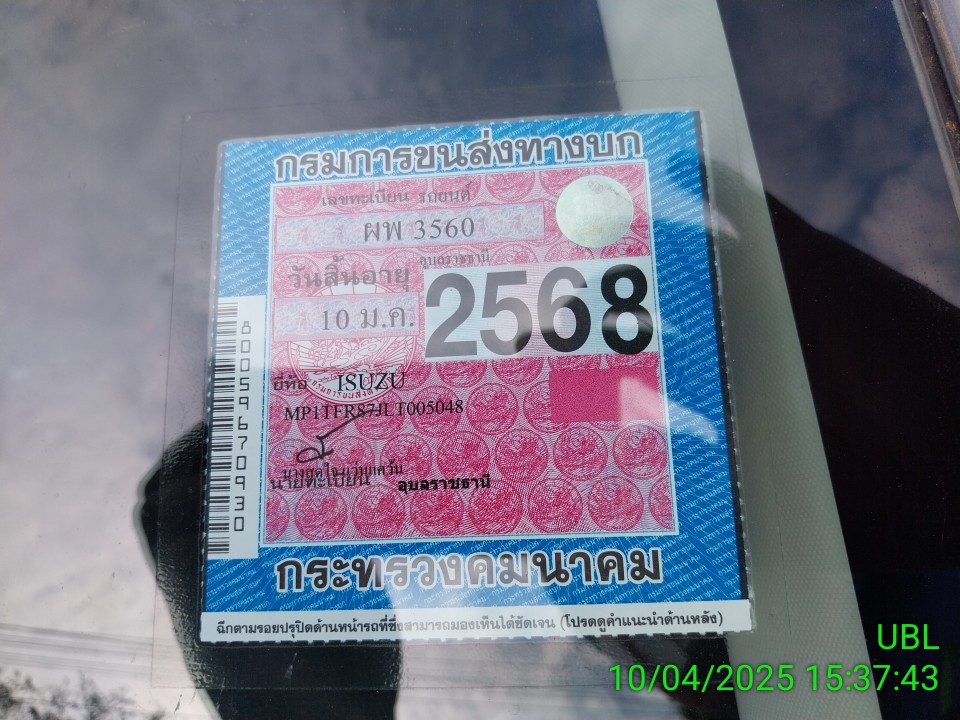 กรมการขนส่งทางบก
เลขทะเบียน รถยนต์
ผพ 3560
อุบลราชธานี
วันสิ้นอายุ
2568
10 ม.ค.
ยี่ห้อ ISUZU
MP1TFR87JLT005048
นายทะเบียน อุบลราชธานี
8005967093​0
กระทรวงคมนาคม
ฉีกตามรอยปรุปิดด้านหน้ารถที่ซึ่งสามารถมองเห็นได้ชัดเจน (โปรดดูคำแนะนำด้านหลัง)
UBL
10/04/2025 15:37:43